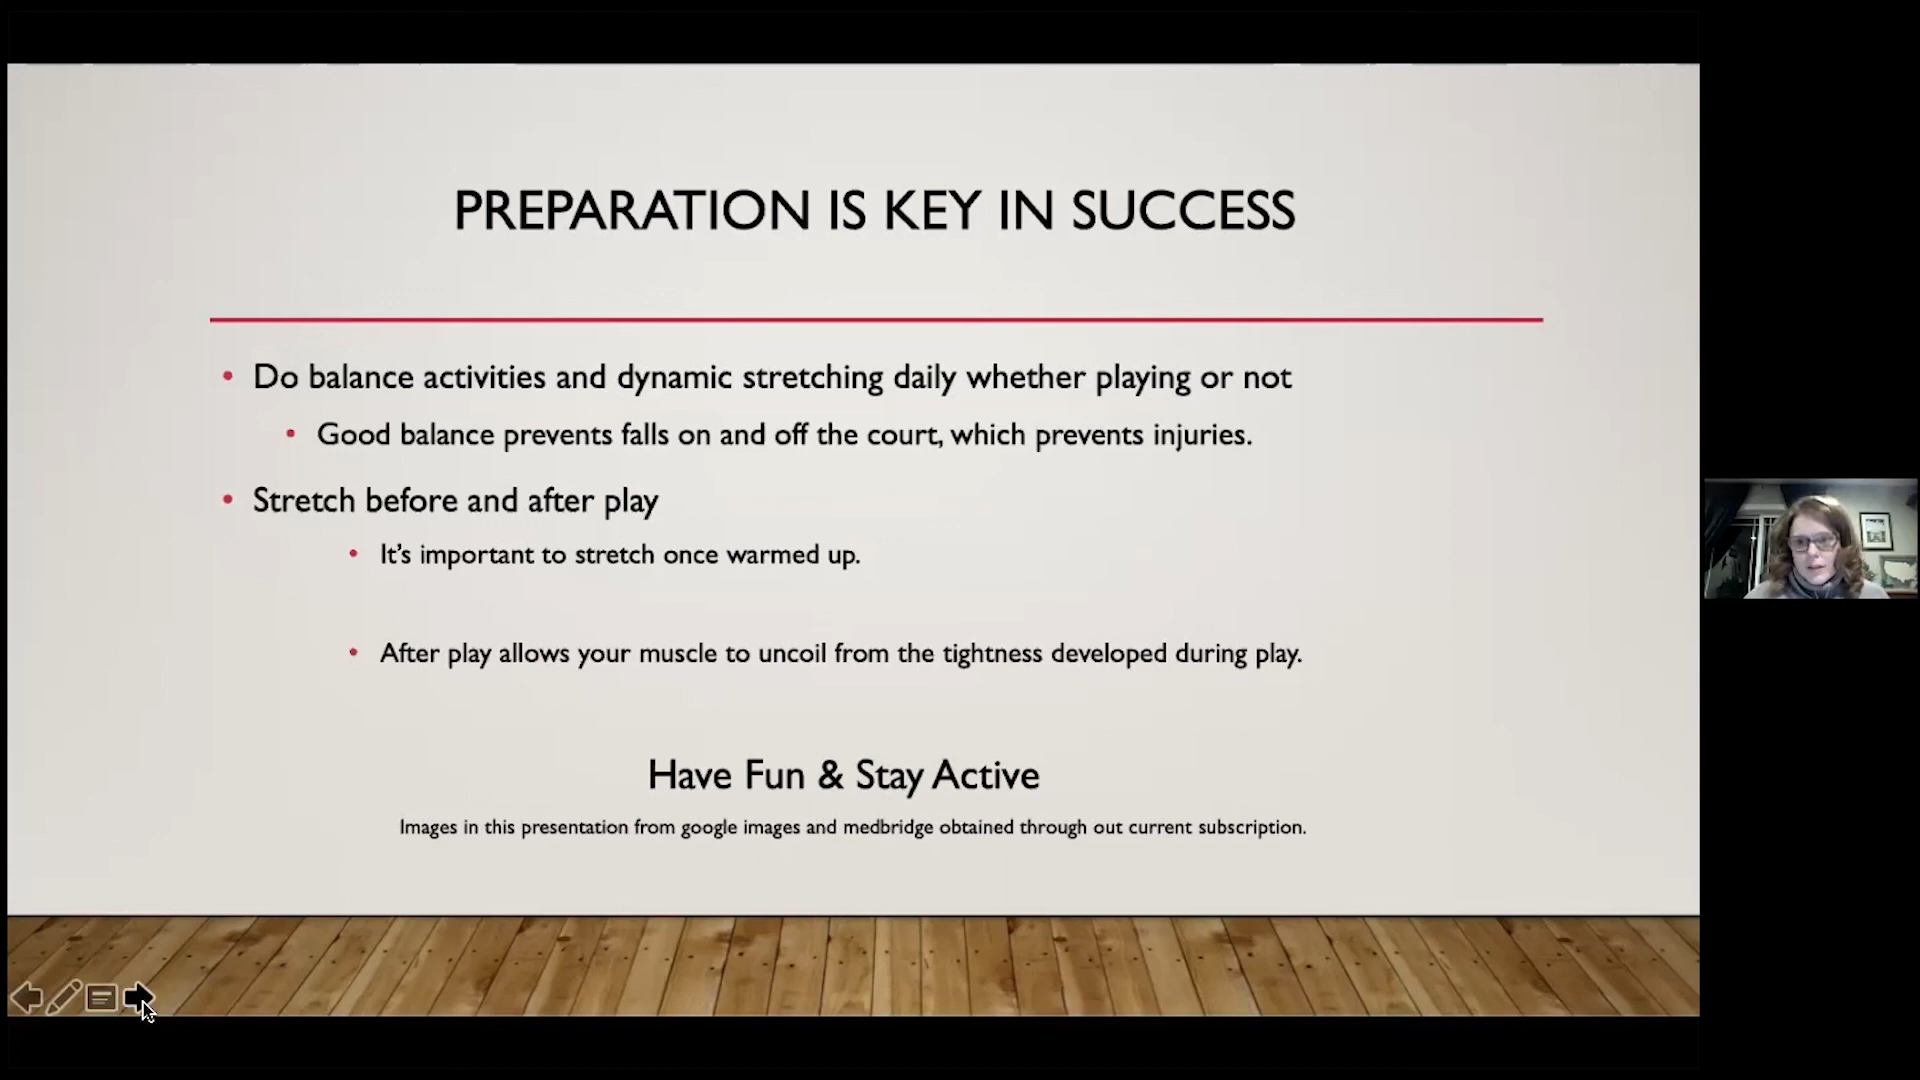 PREPARATION IS KEY IN SUCCESS
• Do balance activities and dynamic stretching daily whether playing or not
• Good balance prevents falls on and off the court, which prevents injuries.
• Stretch before and after play
• It's important to stretch once warmed up.
• After play allows your muscle to uncoil from the tightness developed during play.
Have Fun & Stay Active
Images in this presentation from google images and medbridge obtained through out current subscription.